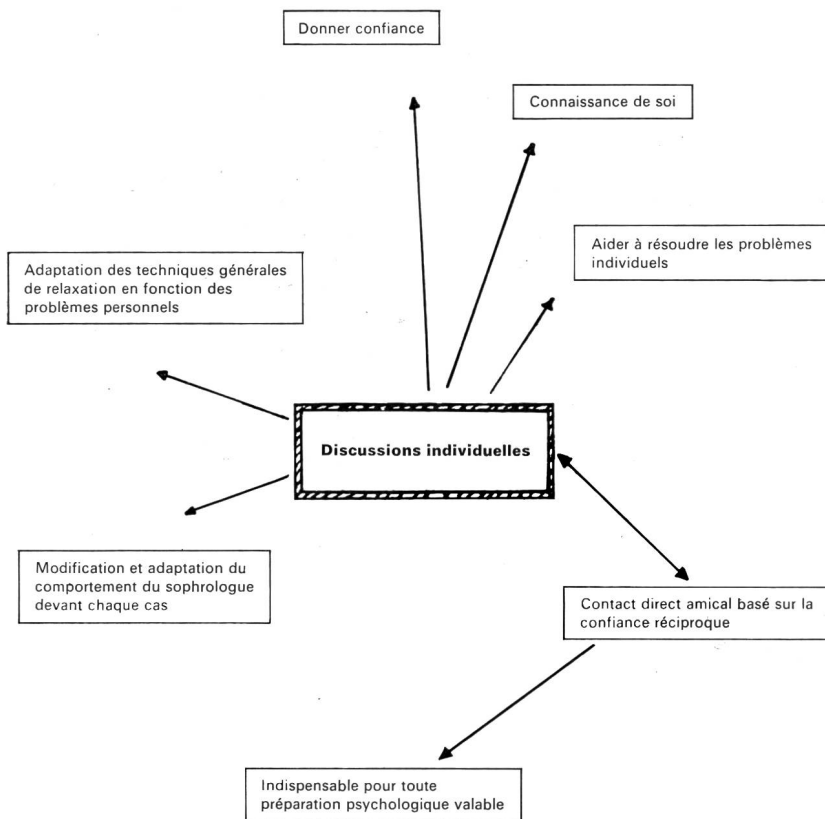 Donner confiance
Connaissance de soi
Aider à résoudre les problèmes
individuels
Adaptation des techniques générales
de relaxation en fonction des
problèmes personnels
Discussions individuelles
Modification et adaptation du
comportement du sophrologue
devant chaque cas
Contact direct amical basé sur la
confiance réciproque
Indispensable pour toute
préparation psychologique valable